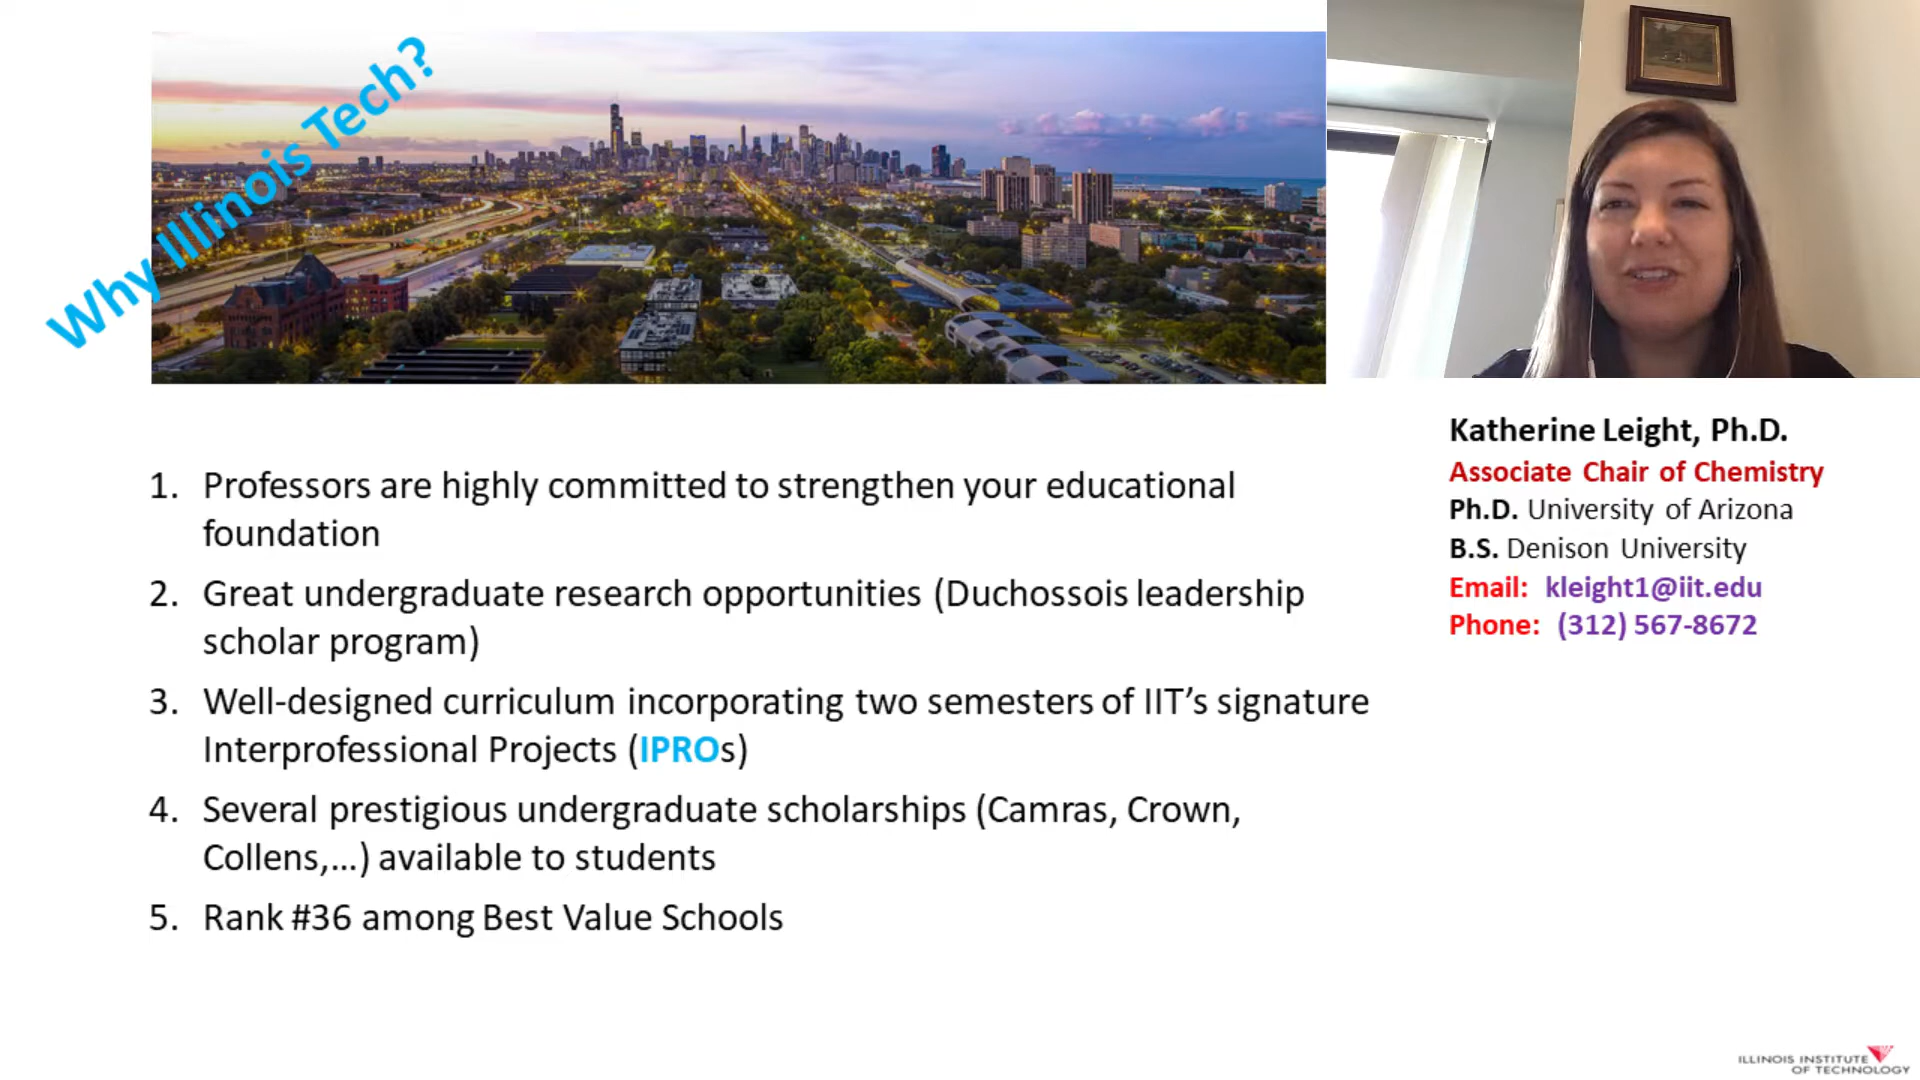 Why Illinois Tech?
1. Professors are highly committed to strengthen your educational
foundation
2. Great undergraduate research opportunities (Duchossois leadership
scholar program)
3. Well-designed curriculum incorporating two semesters of IIT’s signature
Interprofessional Projects (IPROs)
4. Several prestigious undergraduate scholarships (Camras, Crown,
Collens,...) available to students
5. Rank #36 among Best Value Schools
Katherine Leight, Ph.D.
Associate Chair of Chemistry
Ph.D. University of Arizona
B.S. Denison University
Email: kleight1@iit.edu
Phone: (312) 567-8672
ILLINOIS INSTITUTE
OF TECHNOLOGY